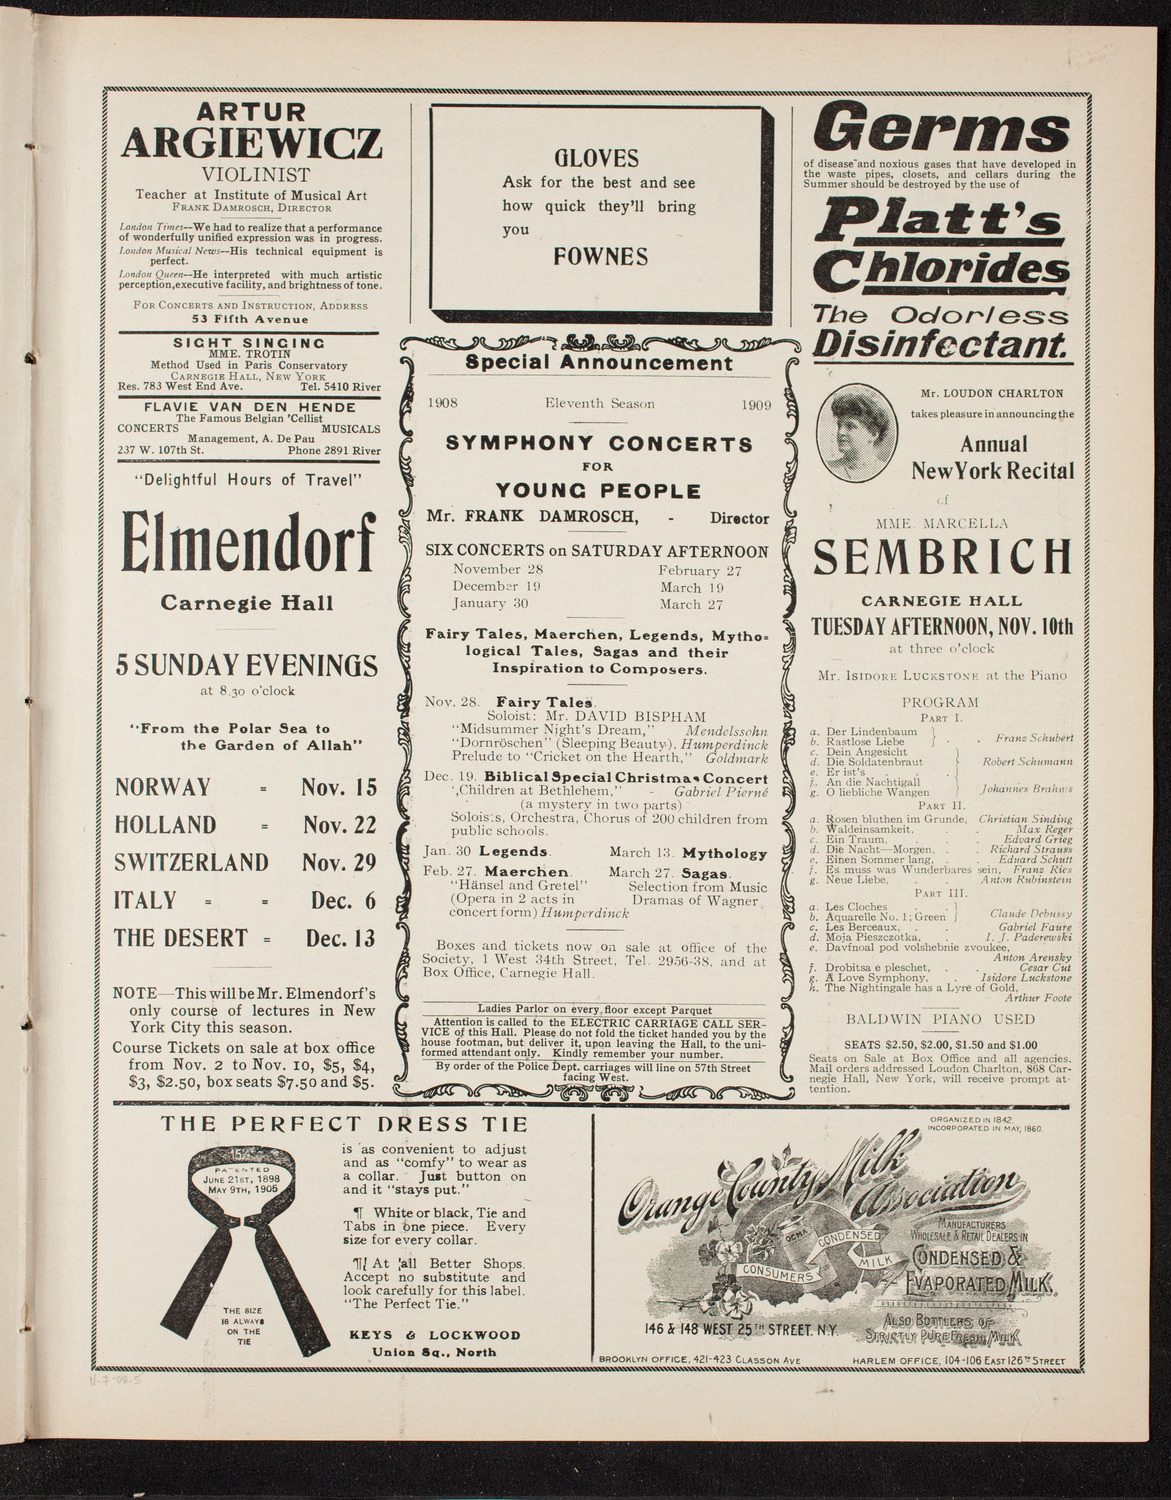 ARTUR
ARGIEWICZ
VIOLINIST
Teacher at Institute of Musical Art
FRANK DAMROSCH, DIRECTOR
London Times--We had to realize that a performance
of wonderfully unified expression was in progress.
London Musical News--His technical equipment is
perfect.
London Queen--He interpreted with much artistic
perception,executive facility, and brightness of tone.
FOR CONCERTS AND INSTRUCTION, ADDRESS
53 Fifth Avenue
SIGHT SINGING
MME. TROTIN
Method Used in Paris Conservatory
CARNEGIE HALL, NEW YORK
Res. 783 West End Ave. Tel. 5410 River
FLAVIE VAN DEN HENDE
The Famous Belgian 'Cellist
CONCERTS MUSICALS
Management, A. De Pau
237 W. 107th St. Phone 2891 River
"Delightful Hours of Travel"
Elmendorf
Carnegie Hall
5 SUNDAY EVENINGS
at 8.30 o'clock
"From the Polar Sea to
the Garden of Allah"
NORWAY = Nov. 15
HOLLAND = Nov. 22
SWITZERLAND Nov. 29
ITALY = = Dec. 6
THE DESERT = Dec. 13
NOTE—This will be Mr. Elmendorf's
only course of lectures in New
York City this season.
Course Tickets on sale at box office
from Nov. 2 to Nov. 10, $5, $4,
$3, $2.50, box seats $7.50 and $5.
GLOVES
Ask for the best and see
how quick they'll bring
you
FOWNES
Special Announcement
1908 Eleventh Season 1909
SYMPHONY CONCERTS
FOR
YOUNG PEOPLE
Mr. FRANK DAMROSCH, - Director
SIX CONCERTS on SATURDAY AFTERNOON
November 28 February 27
December 19 March 19
January 30 March 27
Fairy Tales, Maerchen, Legends, Mytho=
logical Tales, Sagas and their
Inspiration to Composers.
Nov. 28. Fairy Tales.
Soloist: Mr. DAVID BISPHAM
"Midsummer Night's Dream," Mendelssohn
"Dornröschen" (Sleeping Beauty), Humperdinck
Prelude to "Cricket on the Hearth," Goldmark
Dec. 19. Biblical Special Christmas Concert
"Children at Bethlehem," - Gabriel Pierné
(a mystery in two parts)
Soloists, Orchestra, Chorus of 200 children from
public schools.
Jan. 30 Legends. March 13. Mythology
Feb. 27. Maerchen. March 27. Sagas.
"Hänsel and Gretel" Selection from Music
(Opera in 2 acts in Dramas of Wagner.
concert form) Humperdinck
Boxes and tickets now on sale at office of the
Society, 1 West 34th Street, Tel. 2956-38, and at
Box Office, Carnegie Hall.
Ladies Parlor on every floor except Parquet
Attention is called to the ELECTRIC CARRIAGE CALL SER-
VICE of this Hall. Please do not fold the ticket handed you by the
house footman, but deliver it, upon leaving the Hall, to the uni-
formed attendant only. Kindly remember your number.
By order of the Police Dept. carriages will line on 57th Street
facing West.
Germs
of disease and noxious gases that have developed in
the waste pipes, closets, and cellars during the
Summer should be destroyed by the use of
Platt's
Chlorides
The Odorless
Disinfectant.
Mr. LOUDON CHARLTON
takes pleasure in announcing the
Annual
New York Recital
of
MME. MARCELLA
SEMBRICH
CARNEGIE HALL
TUESDAY AFTERNOON, NOV. 10th
at three o'clock
Mr. ISIDORE LUCKSTONE at the Piano
PROGRAM
PART I.
a. Der Lindenbaum
b. Rastlose Liebe . . Franz Schubert
c. Dein Angesicht
d. Die Soldatenbraut Robert Schumann
e. Er ist's . .
f. An die Nachtigall
g. O liebliche Wangen Johannes Brahms
PART II.
a. Rosen bluthen im Grunde, Christian Sinding
b. Waldeinsamkeit, . . Max Reger
c. Ein Traum, . . Edvard Grieg
d. Die Nacht—Morgen, . Richard Strauss
e. Einen Sommer lang, . . Eduard Schutt
f. Es muss was Wunderbares sein, Franz Ries
g. Neue Liebe, . . Anton Rubinstein
PART III.
a. Les Cloches .
b. Aquarelle No. 1; Green Claude Debussy
c. Les Berceaux, . . Gabriel Faure
d. Moja Pieszczotka, . I. J. Paderewski
e. Davfnoal pod volshebnie zvoukee,
Anton Arensky
f. Drobitsa e pleschet, . . Cesar Cui
g. A Love Symphony, Isidore Luckstone
h. The Nightingale has a Lyre of Gold,
Arthur Foote
BALDWIN PIANO USED
SEATS $2.50, $2.00, $1.50 and $1.00
Seats on Sale at Box Office and all agencies.
Mail orders addressed Loudon Charlton, 868 Car-
negie Hall, New York, will receive prompt at-
tention.
THE PERFECT DRESS TIE
15½
PATENTED
JUNE 21ST, 1898
MAY 9TH, 1905
THE SIZE
IS ALWAYS
ON THE
TIE
is as convenient to adjust
and as "comfy" to wear as
a collar. Just button on
and it "stays put."
¶ White or black, Tie and
Tabs in one piece. Every
size for every collar.
¶ At all Better Shops.
Accept no substitute and
look carefully for this label.
"The Perfect Tie."
KEYS & LOCKWOOD
Union Sq., North
ORGANIZED IN 1842.
INCORPORATED IN MAY, 1860.
Orange County Milk
Association
MANUFACTURERS
WHOLESALE & RETAIL DEALERS IN
CONDENSED &
EVAPORATED MILK,
ALSO BOTTLERS OF
STRICTLY PURE FRESH MILK
OCMA
CONDENSED
MILK
CONSUMERS
146 & 148 WEST 25TH STREET. N.Y.
BROOKLYN OFFICE, 421-423 CLASSON AVE HARLEM OFFICE, 104-106 EAST 126TH STREET